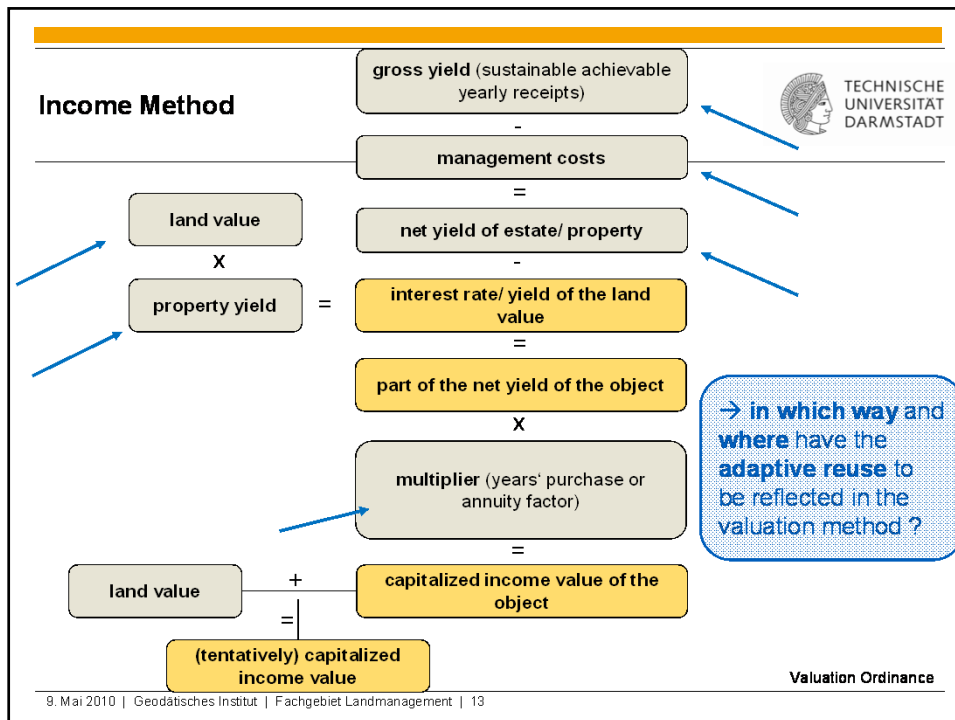 Income Method
TECHNISCHE
UNIVERSITÄT
DARMSTADT
gross yield (sustainable achievable
yearly receipts)
-
management costs
=
land value
net yield of estate/ property
x
-
property yield
=
interest rate/ yield of the land
value
=
part of the net yield of the object
x
→ in which way and
where have the
adaptive reuse to
be reflected in the
valuation method ?
multiplier (years‘ purchase or
annuity factor)
=
land value
+
capitalized income value of the
object
=
(tentatively) capitalized
income value
Valuation Ordinance
9. Mai 2010 | Geodätisches Institut | Fachgebiet Landmanagement | 13